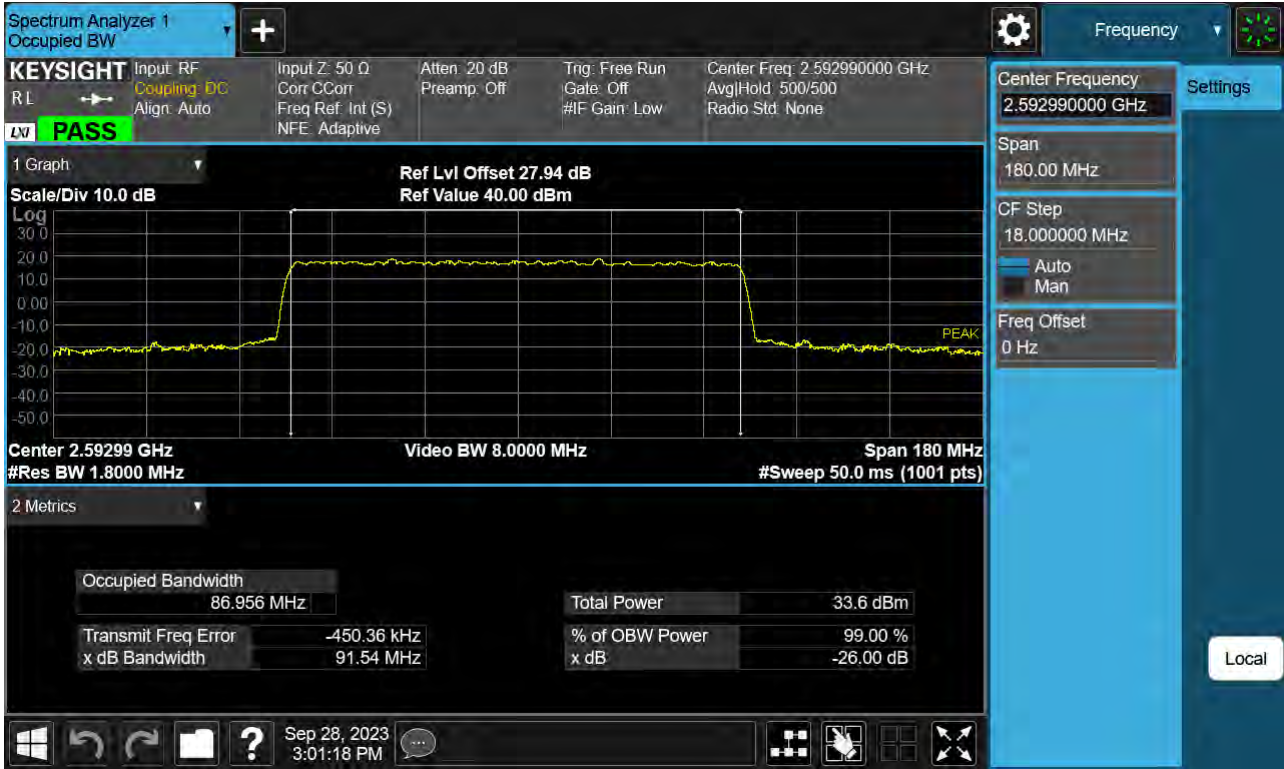 Spectrum Analyzer 1
Occupied BW
Frequency
KEYSIGHT
RL
LXI
PASS
Input: RF
Coupling: DC
Align: Auto
Input Z: 50 Ω
Corr CCorr
Freq Ref: Int (S)
NFE: Adaptive
Atten: 20 dB
Preamp: Off
Trig: Free Run
Gate: Off
#IF Gain: Low
Center Freq: 2.592990000 GHz
Avg|Hold: 500/500
Radio Std: None
1 Graph
Scale/Div 10.0 dB
Ref Lvl Offset 27.94 dB
Ref Value 40.00 dBm
Log
30.0
20.0
10.0
0.00
-10.0
-20.0
-30.0
-40.0
-50.0
PEAK
Center 2.59299 GHz
Video BW 8.0000 MHz
Span 180 MHz
#Res BW 1.8000 MHz
#Sweep 50.0 ms (1001 pts)
2 Metrics
Occupied Bandwidth
86.956 MHz
Total Power 33.6 dBm
Transmit Freq Error -450.36 kHz
% of OBW Power 99.00 %
x dB Bandwidth 91.54 MHz
x dB -26.00 dB
Center Frequency
2.592990000 GHz
Settings
Span
180.00 MHz
CF Step
18.000000 MHz
Auto
Man
Freq Offset
0 Hz
Local
?
Sep 28, 2023
3:01:18 PM